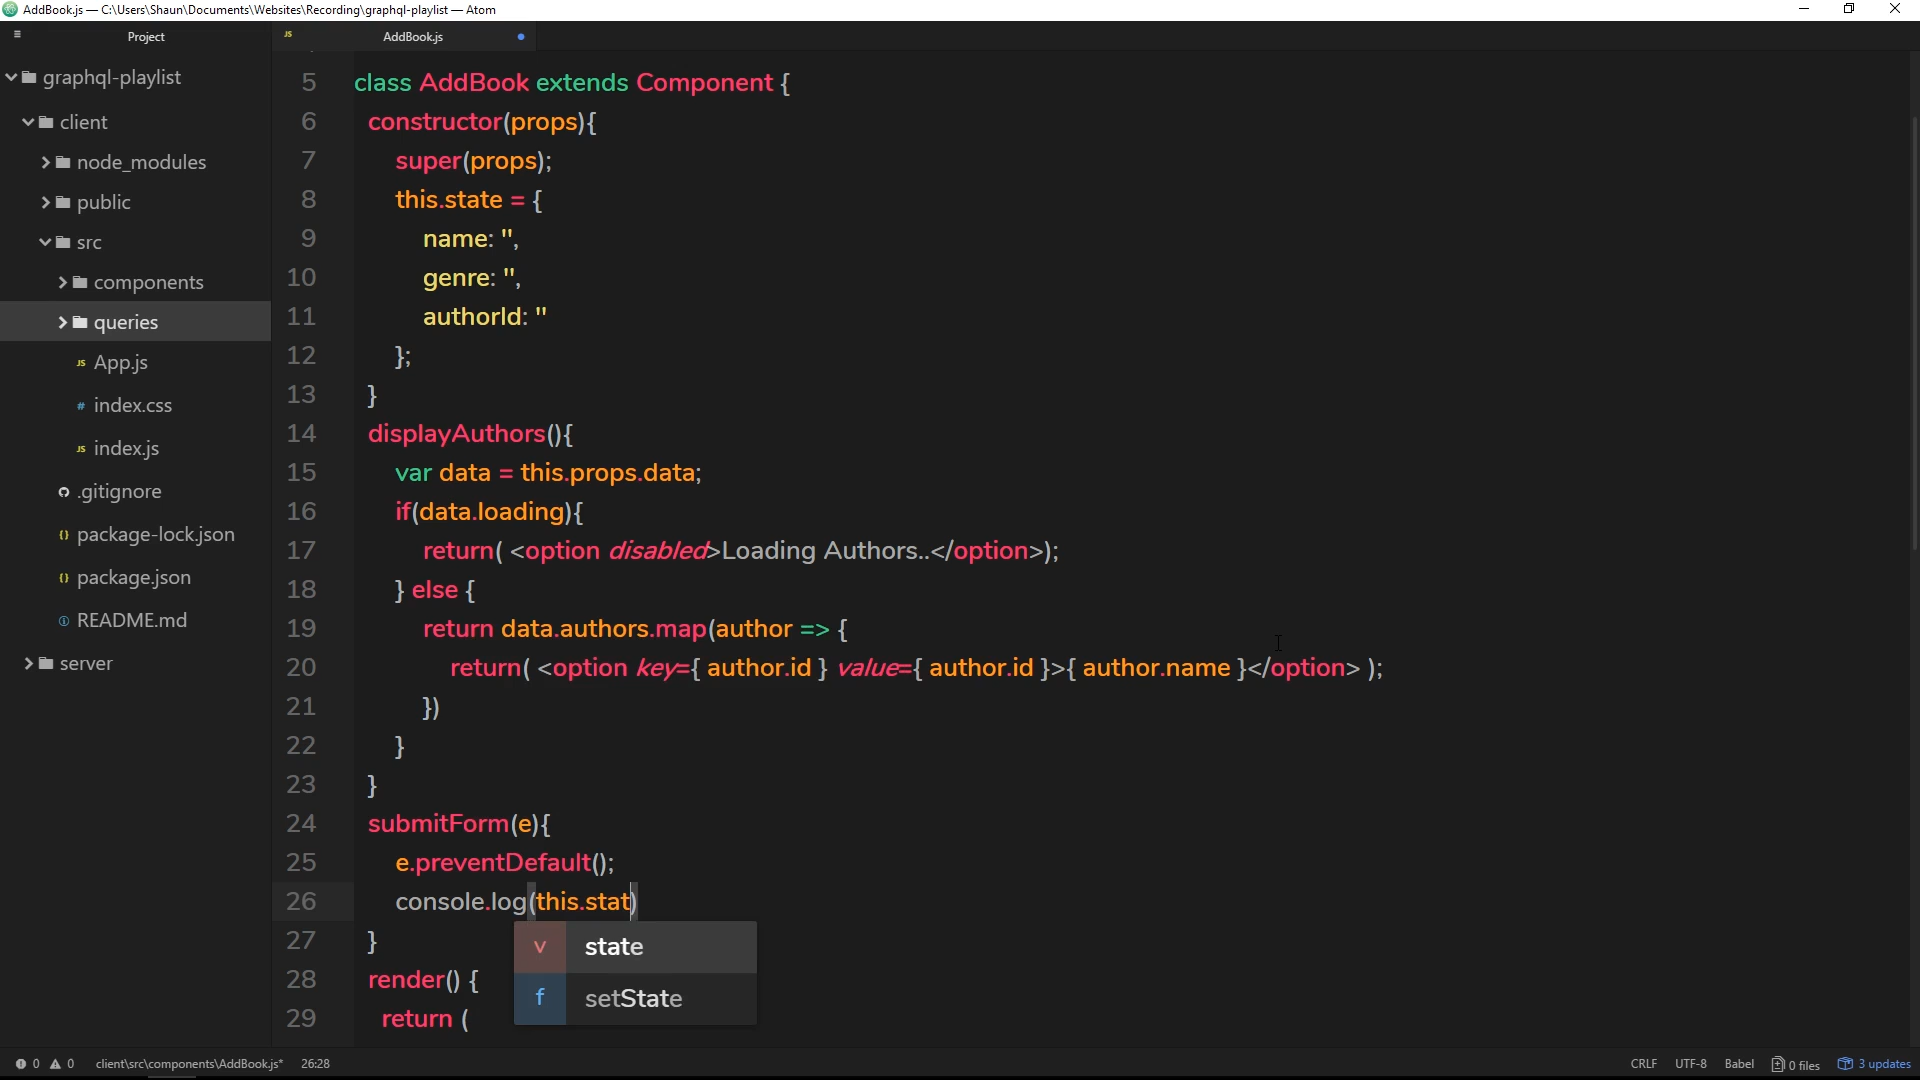 AddBook.js — C:\Users\Shaun\Documents\Websites\Recording\graphql-playlist — Atom
Project
AddBook.js
graphql-playlist
client
node_modules
public
src
components
queries
App.js
index.css
index.js
.gitignore
package-lock.json
package.json
README.md
server
5 class AddBook extends Component {
6 constructor(props){
7 super(props);
8 this.state = {
9 name: '',
10 genre: '',
11 authorId: ''
12 };
13 }
14 displayAuthors(){
15 var data = this.props.data;
16 if(data.loading){
17 return( <option disabled>Loading Authors..</option>);
18 } else {
19 return data.authors.map(author => {
20 return( <option key={ author.id } value={ author.id }>{ author.name }</option> );
21 })
22 }
23 }
24 submitForm(e){
25 e.preventDefault();
26 console.log(this.stat)
27 }
v state
f setState
28 render() {
29 return (
0 0 client\src\components\AddBook.js* 26:28
CRLF UTF-8 Babel 0 files 3 updates